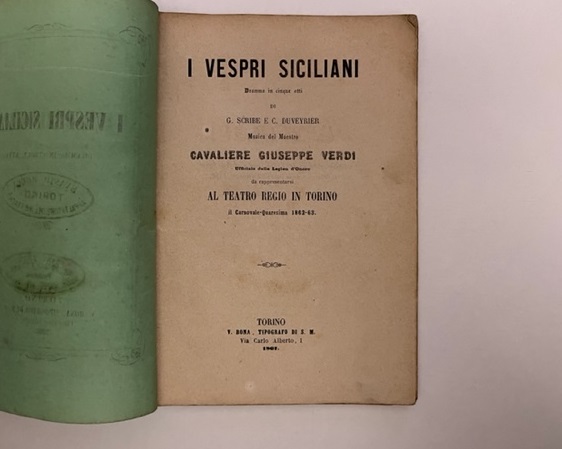 I VESPRI SICILIANI
Dramma in cinque atti
DI
G. SCRIBE E C. DUVEYRIER
Musica del Maestro
CAVALIERE GIUSEPPE VERDI
Uffiziale della Legion d'Onore
da rappresentarsi
AL TEATRO REGIO IN TORINO
il Carnovale-Quaresima 1862-63.
TORINO
V. BONA, TIPOGRAFO DI S. M.
Via Carlo Alberto, 1
1862.